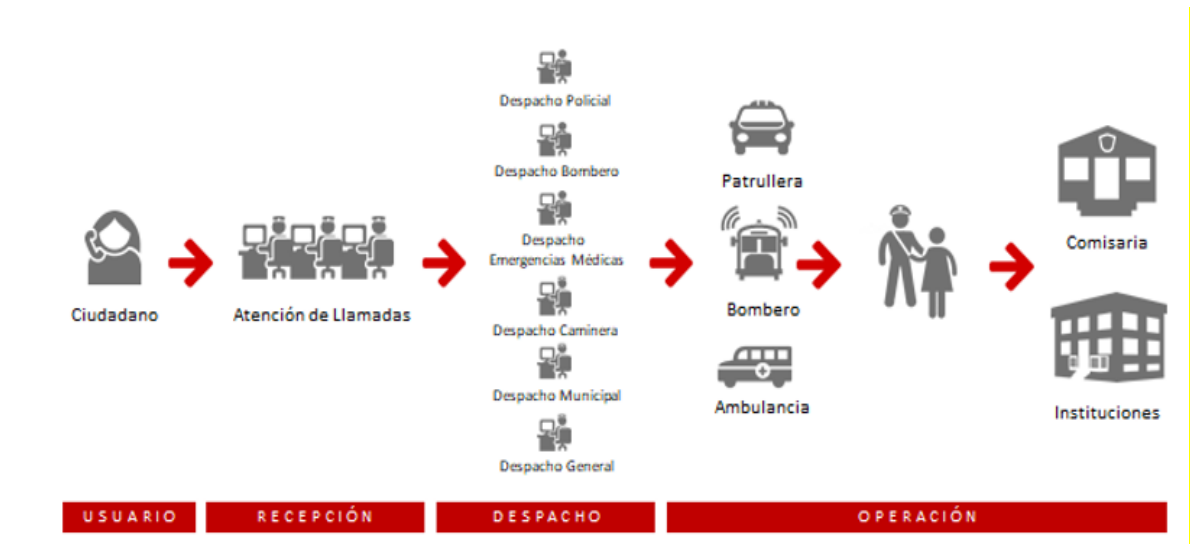 Ciudadano
Atención de Llamadas
Despacho Policial
Despacho Bombero
Despacho
Emergencias Médicas
Despacho Caminera
Despacho Municipal
Despacho General
Patrullera
Bombero
Ambulancia
Comisaria
Instituciones
USUARIO
RECEPCIÓN
DESPACHO
OPERACIÓN